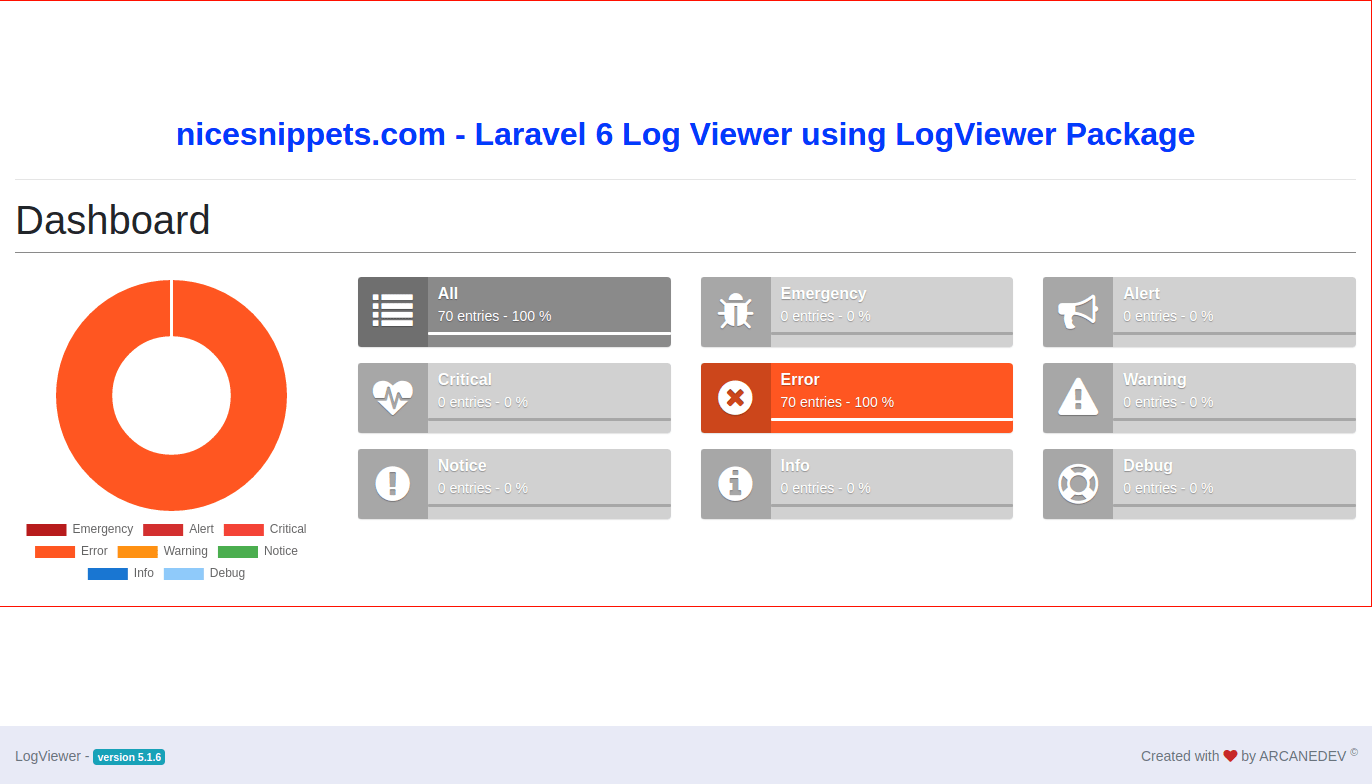 nicesnippets.com - Laravel 6 Log Viewer using LogViewer Package
Dashboard
All
70 entries - 100 %
Emergency
0 entries - 0 %
Alert
0 entries - 0 %
Critical
0 entries - 0 %
Error
70 entries - 100 %
Warning
0 entries - 0 %
Notice
0 entries - 0 %
Info
0 entries - 0 %
Debug
0 entries - 0 %
Emergency Alert Critical
Error Warning Notice
Info Debug
LogViewer - version 5.1.6
Created with by ARCANEDEV ©